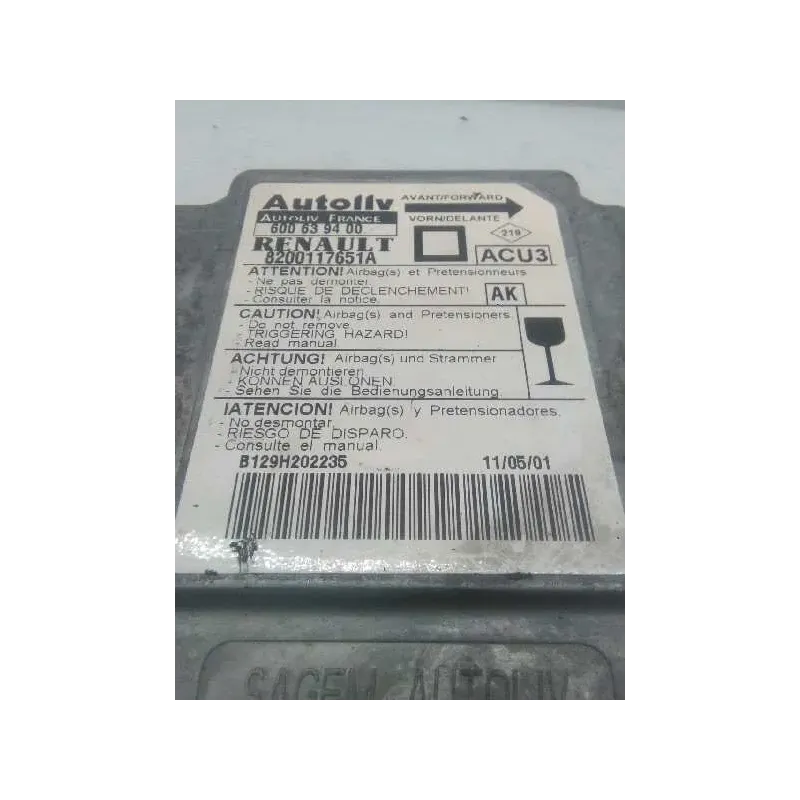 Autoliv
AVANT/FORWARD
AUTOLIV FRANCE
VORN/DELANTE
600 63 94 00
RENAULT
219
8200117651A
ACU3
ATTENTION! Airbag(s) et Pretensionneurs
- Ne pas demonter.
- RISQUE DE DECLENCHEMENT!
AK
- Consulter la notice.
CAUTION! Airbag(s) and Pretensioners.
- Do not remove.
- TRIGGERING HAZARD!
- Read manual.
ACHTUNG! Airbag(s) und Strammer
- Nicht demontieren.
- KONNEN AUSLONEN.
- Sehen Sie die Bedienungsanleitung.
¡ATENCION! Airbag(s) y Pretensionadores.
- No desmontar.
- RIESGO DE DISPARO.
- Consulte el manual.
B129H202235 11/05/01
SAGEM AUTOLIV